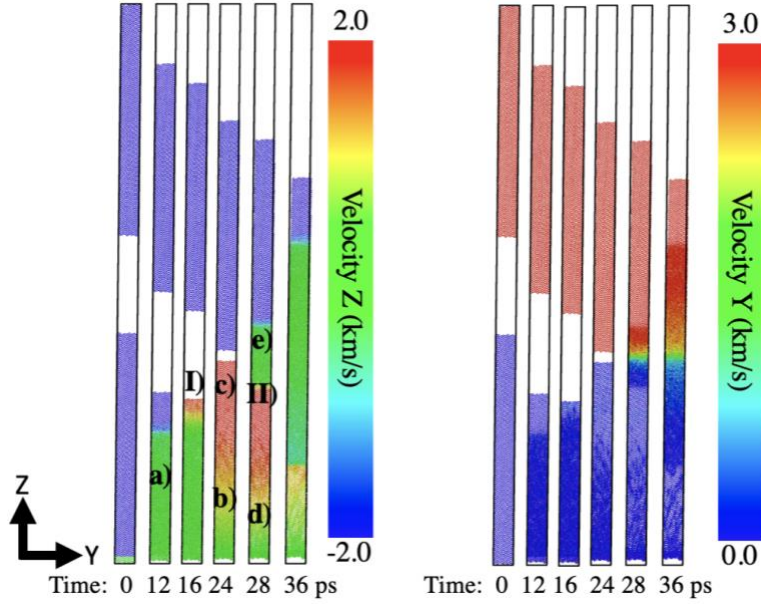 2.0
Velocity Z (km/s)
-2.0
3.0
Velocity Y (km/s)
0.0
I)
c)
e)
II)
a)
b)
d)
Z
Y
Time: 0 12 16 24 28 36 ps
Time: 0 12 16 24 28 36 ps